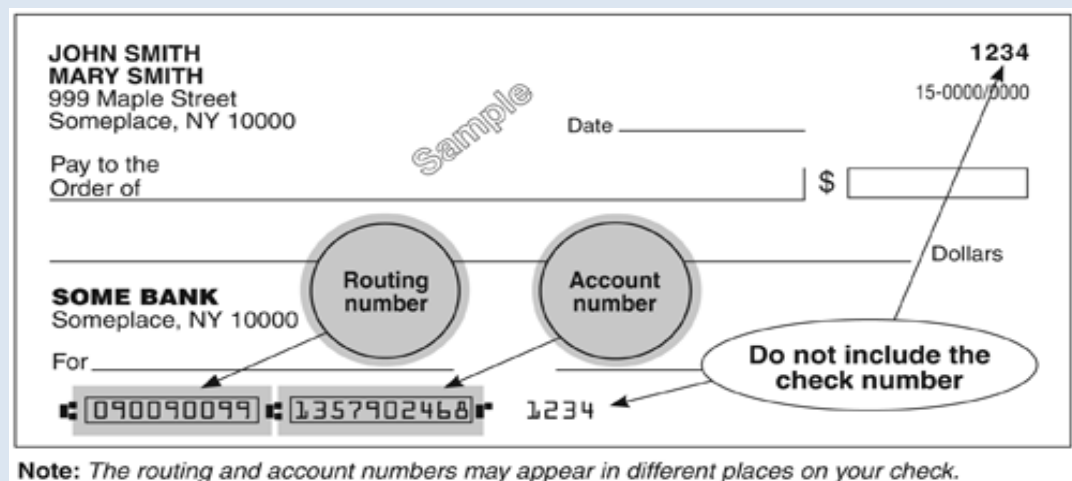 JOHN SMITH
MARY SMITH
999 Maple Street
Someplace, NY 10000
1234
15-0000/0000
Sample
Date
Pay to the
Order of
$
Dollars
Routing
number
Account
number
SOME BANK
Someplace, NY 10000
For
Do not include the
check number
090090099 1357902468 1234
Note: The routing and account numbers may appear in different places on your check.